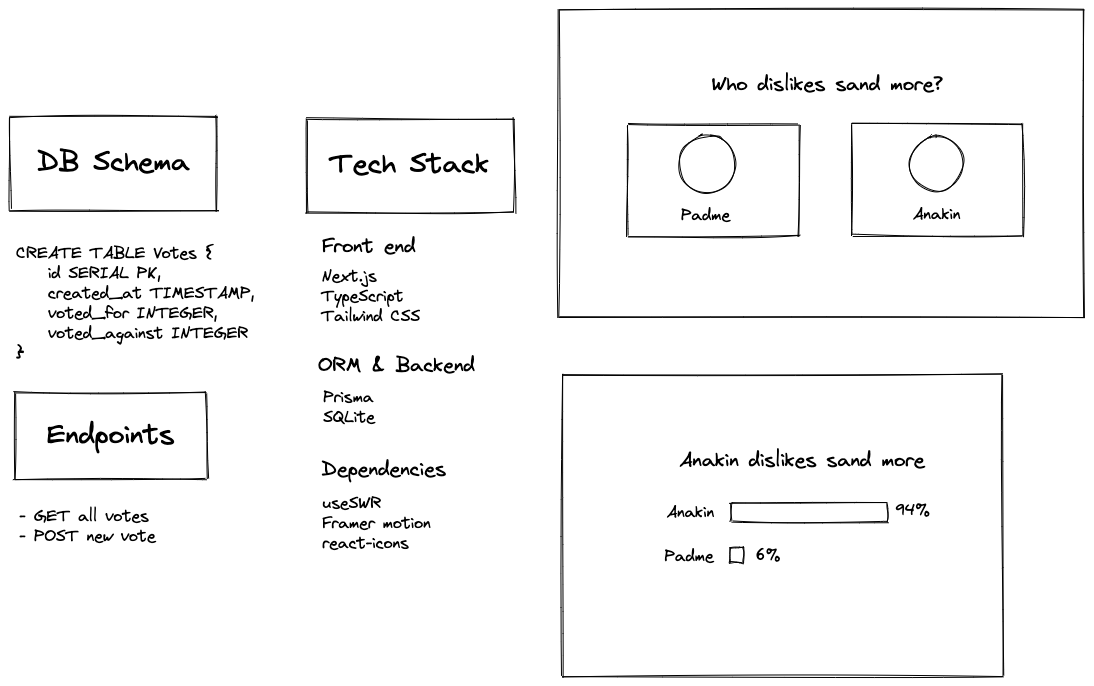 DB Schema
CREATE TABLE Votes {
id SERIAL PK,
created_at TIMESTAMP,
voted_for INTEGER,
voted_against INTEGER
}
Endpoints
- GET all votes
- POST new vote
Tech Stack
Front end
Next.js
TypeScript
Tailwind CSS
ORM & Backend
Prisma
SQLite
Dependencies
useSWR
Framer motion
react-icons
Who dislikes sand more?
Padme
Anakin
Anakin dislikes sand more
Anakin 94%
Padme 6%